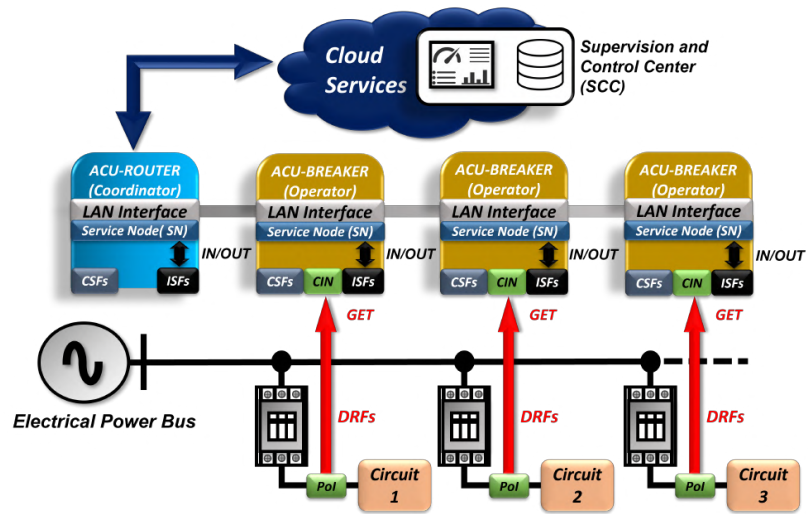 Cloud
Services
Supervision and
Control Center
(SCC)
ACU-ROUTER
(Coordinator)
LAN Interface
Service Node( SN)
IN/OUT
CSFs
ISFs
ACU-BREAKER
(Operator)
LAN Interface
Service Node (SN)
IN/OUT
CSFs
CIN
ISFs
ACU-BREAKER
(Operator)
LAN Interface
Service Node (SN)
IN/OUT
CSFs
CIN
ISFs
ACU-BREAKER
(Operator)
LAN Interface
Service Node (SN)
IN/OUT
CSFs
CIN
ISFs
GET
GET
GET
Electrical Power Bus
DRFs
DRFs
DRFs
PoI
Circuit
1
PoI
Circuit
2
PoI
Circuit
3